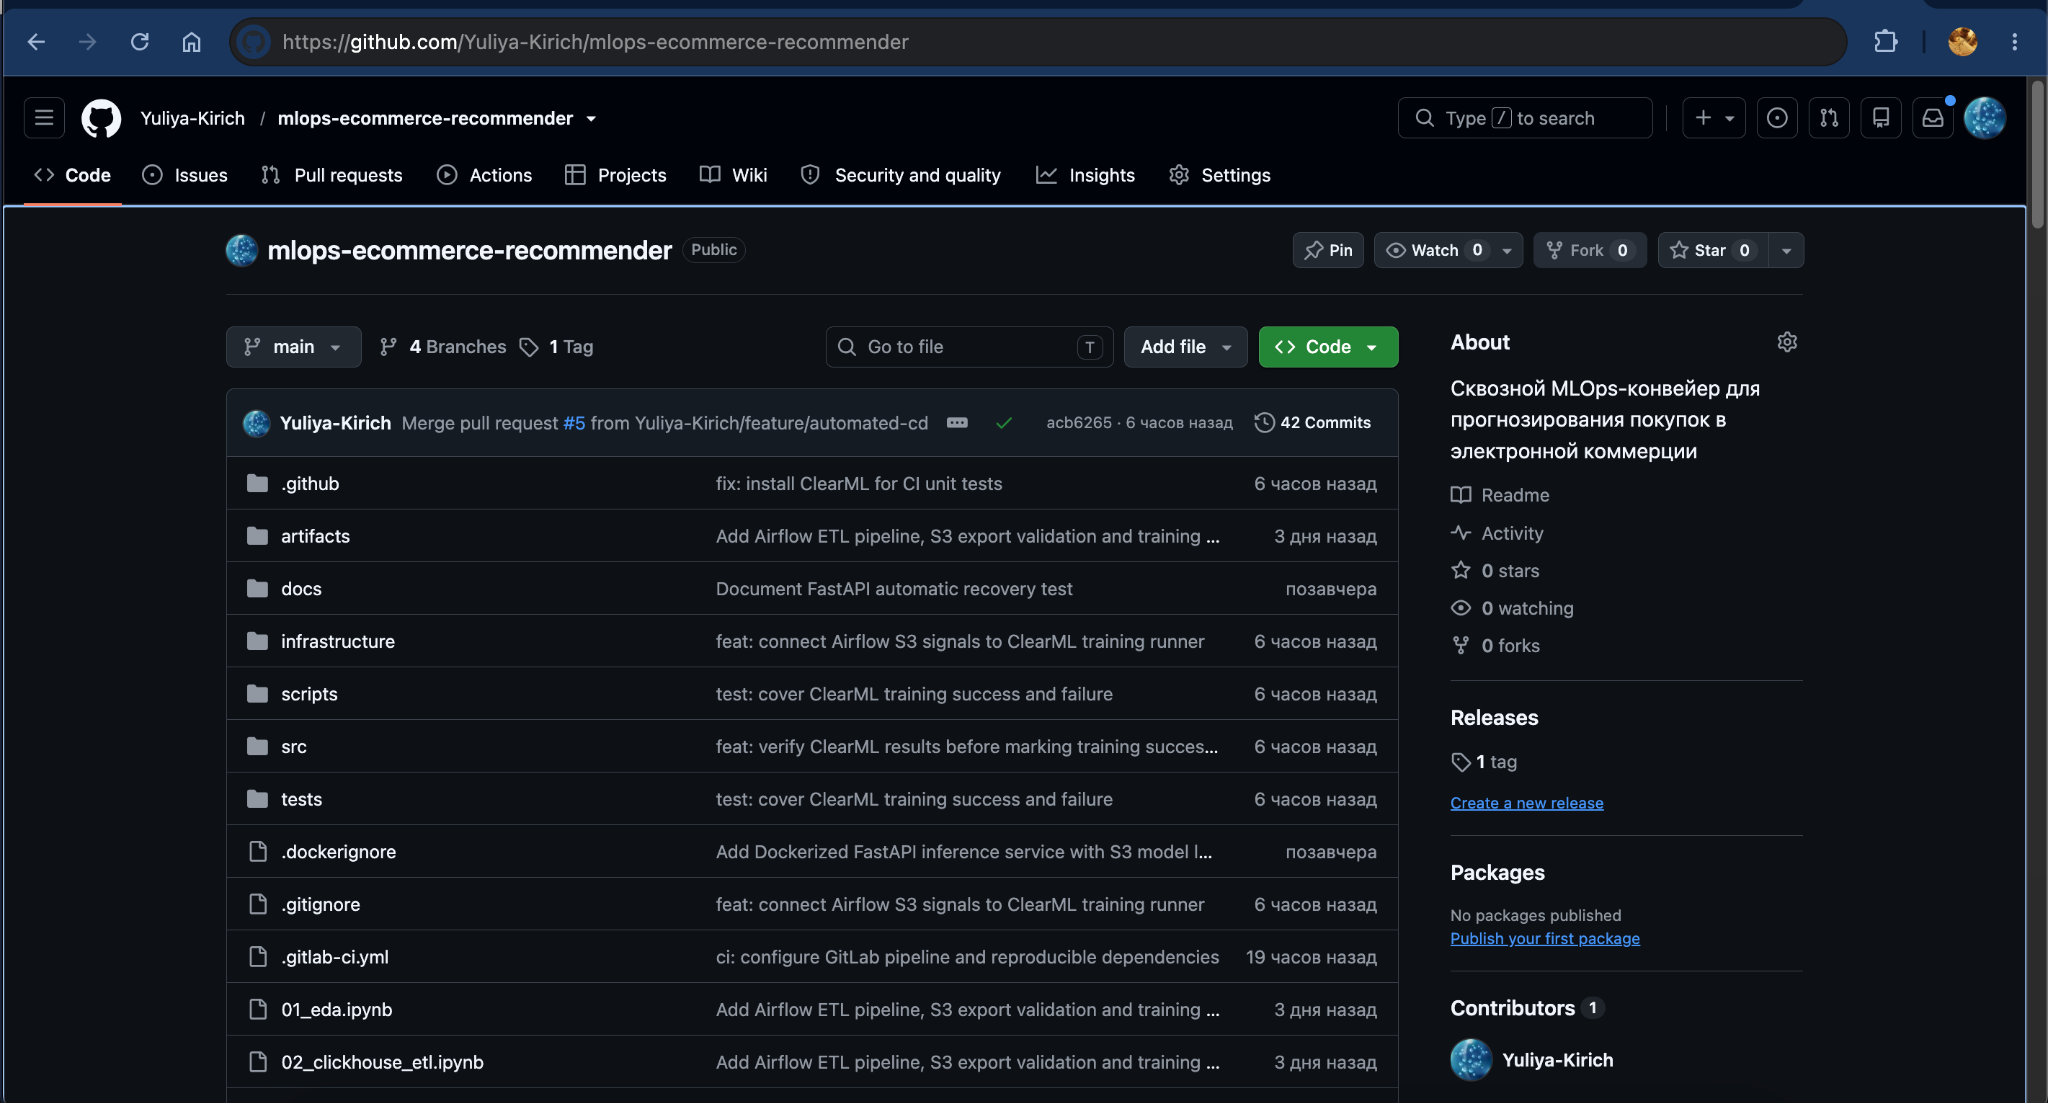 https://github.com/Yuliya-Kirich/mlops-ecommerce-recommender
Yuliya-Kirich / mlops-ecommerce-recommender
Type / to search
Code Issues Pull requests Actions Projects Wiki Security and quality Insights Settings
mlops-ecommerce-recommender Public
Pin Watch 0 Fork 0 Star 0
main 4 Branches 1 Tag Go to file T Add file Code
Yuliya-Kirich Merge pull request #5 from Yuliya-Kirich/feature/automated-cd acb6265 · 6 часов назад 42 Commits
.github fix: install ClearML for CI unit tests 6 часов назад
artifacts Add Airflow ETL pipeline, S3 export validation and training ... 3 дня назад
docs Document FastAPI automatic recovery test позавчера
infrastructure feat: connect Airflow S3 signals to ClearML training runner 6 часов назад
scripts test: cover ClearML training success and failure 6 часов назад
src feat: verify ClearML results before marking training succes... 6 часов назад
tests test: cover ClearML training success and failure 6 часов назад
.dockerignore Add Dockerized FastAPI inference service with S3 model l... позавчера
.gitignore feat: connect Airflow S3 signals to ClearML training runner 6 часов назад
.gitlab-ci.yml ci: configure GitLab pipeline and reproducible dependencies 19 часов назад
01_eda.ipynb Add Airflow ETL pipeline, S3 export validation and training ... 3 дня назад
02_clickhouse_etl.ipynb Add Airflow ETL pipeline, S3 export validation and training ... 3 дня назад
About
Сквозной MLOps-конвейер для
прогнозирования покупок в
электронной коммерции
Readme
Activity
0 stars
0 watching
0 forks
Releases
1 tag
Create a new release
Packages
No packages published
Publish your first package
Contributors 1
Yuliya-Kirich